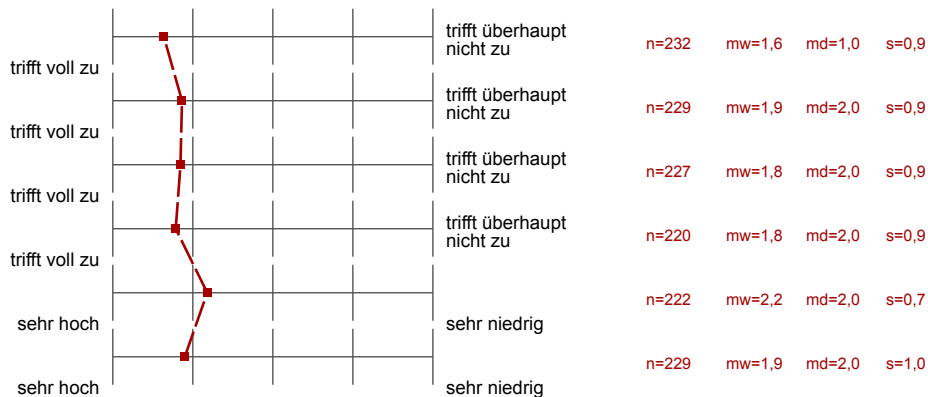 trifft voll zu
trifft überhaupt
nicht zu
n=232 mw=1,6 md=1,0 s=0,9
trifft voll zu
trifft überhaupt
nicht zu
n=229 mw=1,9 md=2,0 s=0,9
trifft voll zu
trifft überhaupt
nicht zu
n=227 mw=1,8 md=2,0 s=0,9
trifft voll zu
trifft überhaupt
nicht zu
n=220 mw=1,8 md=2,0 s=0,9
sehr hoch
sehr niedrig
n=222 mw=2,2 md=2,0 s=0,7
sehr hoch
sehr niedrig
n=229 mw=1,9 md=2,0 s=1,0